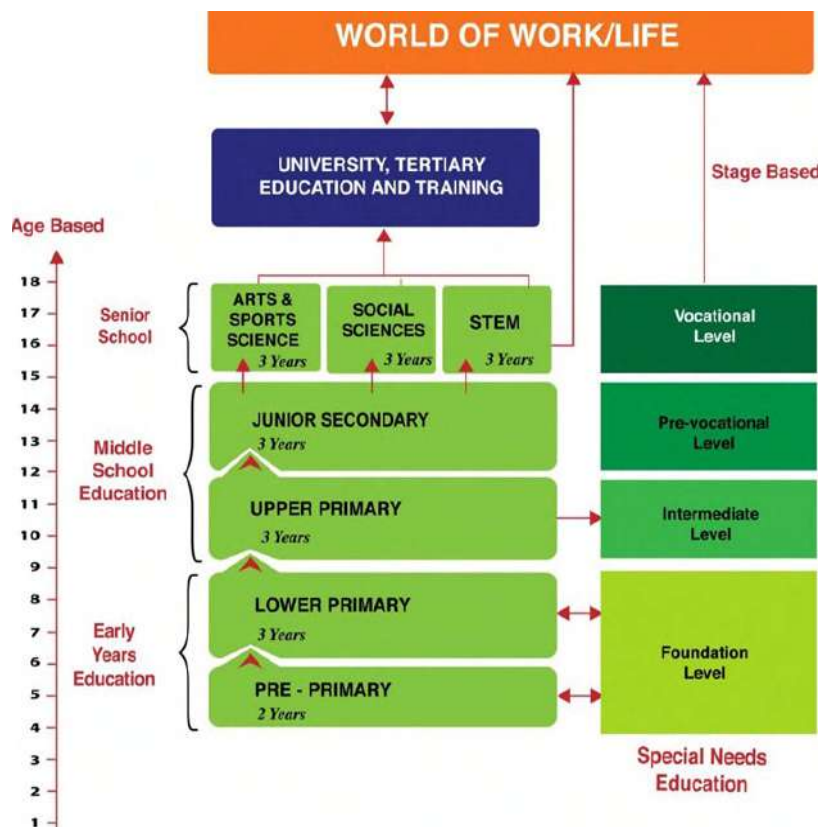 WORLD OF WORK/LIFE
UNIVERSITY, TERTIARY
EDUCATION AND TRAINING
Stage Based
Age Based
18
17
16
15
14
13
12
11
10
9
8
7
6
5
4
3
2
1
Senior
School
ARTS &
SPORTS
SCIENCE
3 Years
SOCIAL
SCIENCES
3 Years
STEM
3 Years
Vocational
Level
Middle
School
Education
JUNIOR SECONDARY
3 Years
Pre-vocational
Level
UPPER PRIMARY
3 Years
Intermediate
Level
Early
Years
Education
LOWER PRIMARY
3 Years
PRE - PRIMARY
2 Years
Foundation
Level
Special Needs
Education